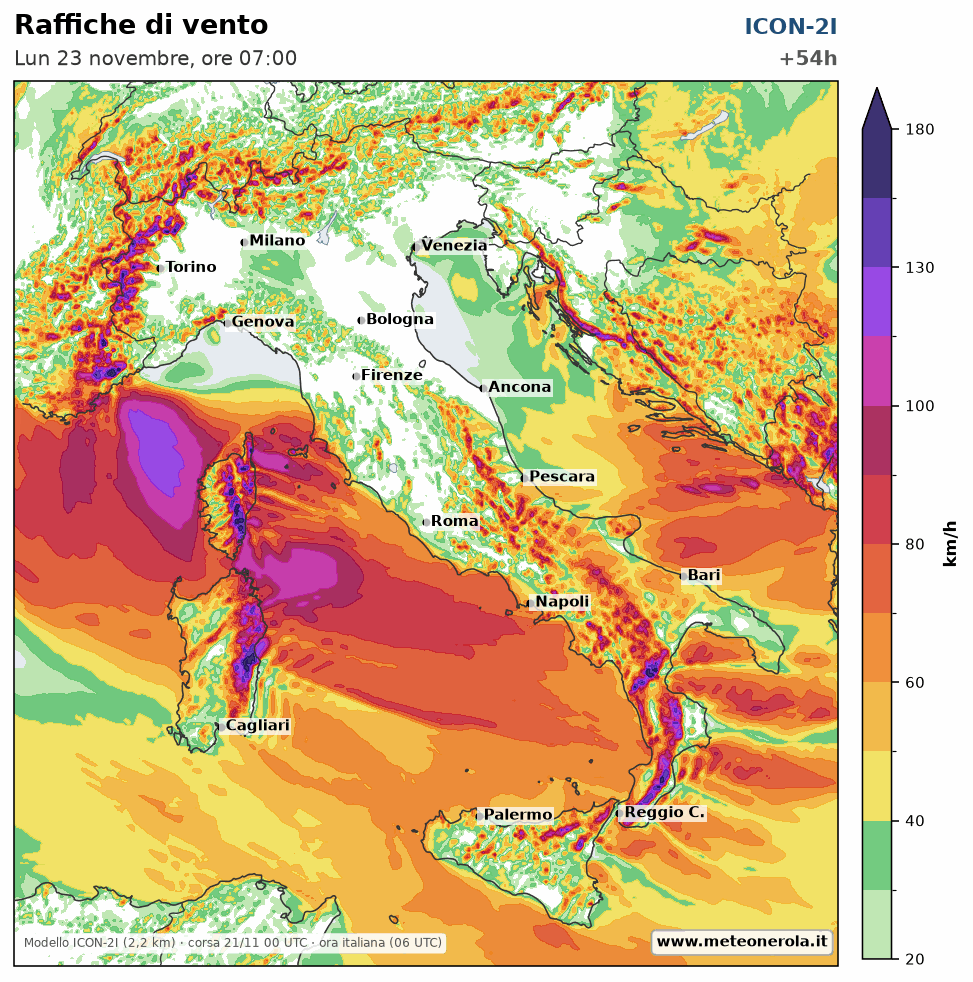 Raffiche di vento
ICON-2I
Lun 23 novembre, ore 07:00
+54h
Milano
Venezia
Torino
Genova
Bologna
Firenze
Ancona
Pescara
Roma
Bari
Napoli
Cagliari
Palermo
Reggio C.
180
130
100
80
60
40
20
km/h
Modello ICON-2I (2,2 km) · corsa 21/11 00 UTC · ora italiana (06 UTC)
www.meteonerola.it